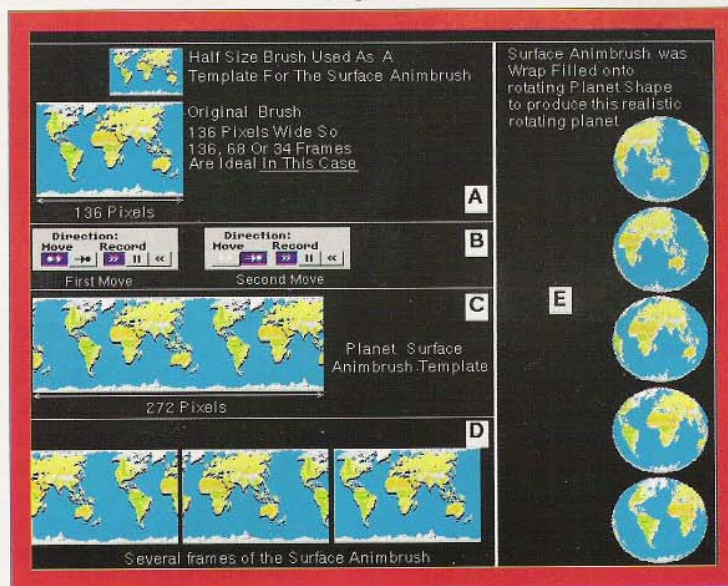 Half Size Brush Used As A
Template For The Surface Animbrush
Original Brush
136 Pixels Wide So
136, 68 Or 34 Frames
Are Ideal In This Case
136 Pixels
A
Direction:
Move Record
First Move
Direction:
Move Record
Second Move
B
C
Planet Surface
Animbrush Template
272 Pixels
D
Several frames of the Surface Animbrush
Surface Animbrush was
Wrap Filled onto
rotating Planet Shape
to produce this realistic
rotating planet
E